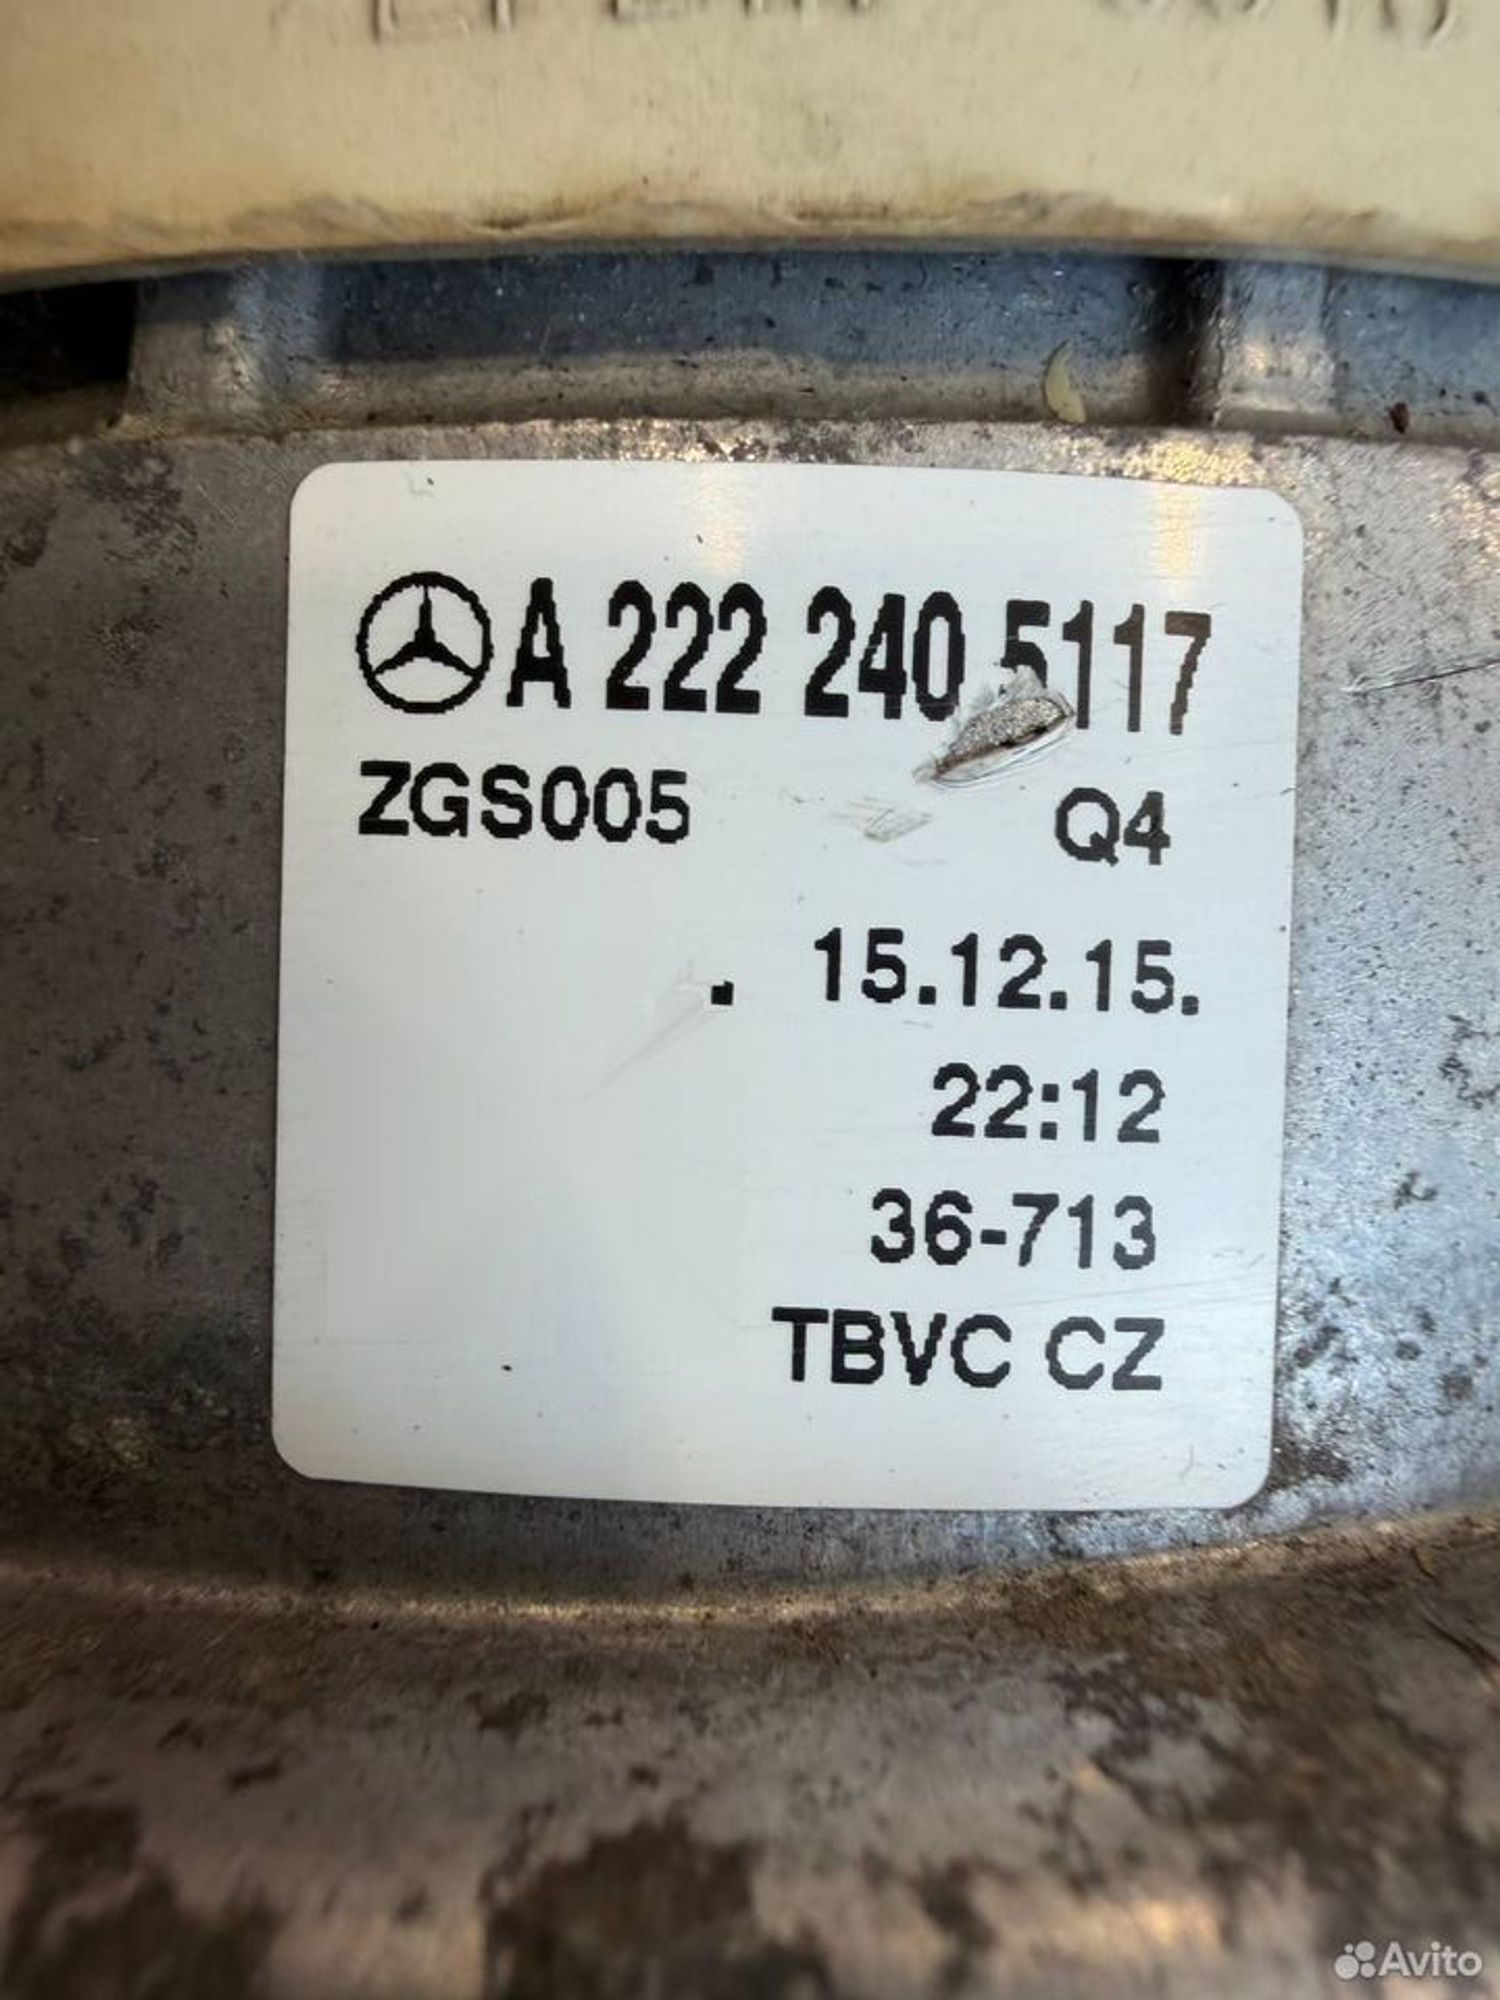 A 222 240 5117
ZGS005 Q4
. 15.12.15.
22:12
36-713
TBVC CZ
Avito